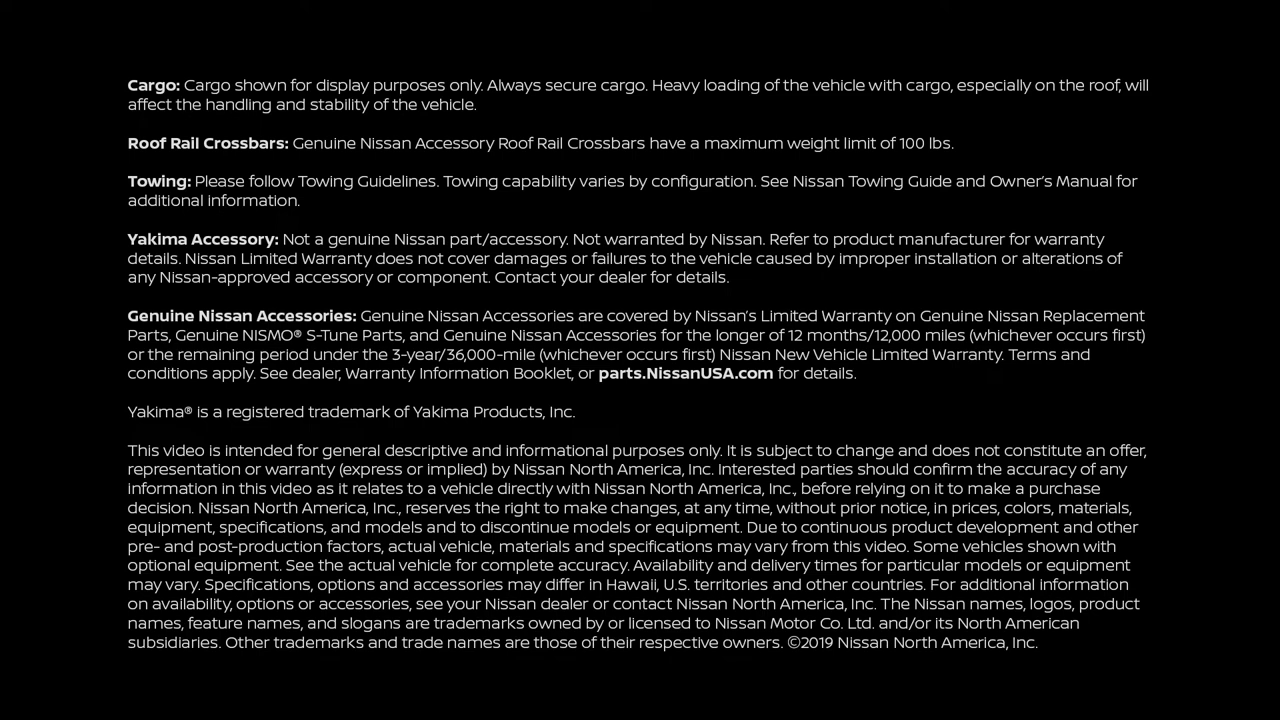 Cargo: Cargo shown for display purposes only. Always secure cargo. Heavy loading of the vehicle with cargo, especially on the roof, will
affect the handling and stability of the vehicle.
Roof Rail Crossbars: Genuine Nissan Accessory Roof Rail Crossbars have a maximum weight limit of 100 lbs.
Towing: Please follow Towing Guidelines. Towing capability varies by configuration. See Nissan Towing Guide and Owner's Manual for
additional information.
Yakima Accessory: Not a genuine Nissan part/accessory. Not warranted by Nissan. Refer to product manufacturer for warranty
details. Nissan Limited Warranty does not cover damages or failures to the vehicle caused by improper installation or alterations of
any Nissan-approved accessory or component. Contact your dealer for details.
Genuine Nissan Accessories: Genuine Nissan Accessories are covered by Nissan's Limited Warranty on Genuine Nissan Replacement
Parts, Genuine NISMO® S-Tune Parts, and Genuine Nissan Accessories for the longer of 12 months/12,000 miles (whichever occurs first)
or the remaining period under the 3-year/36,000-mile (whichever occurs first) Nissan New Vehicle Limited Warranty. Terms and
conditions apply. See dealer, Warranty Information Booklet, or parts.NissanUSA.com for details.
Yakima® is a registered trademark of Yakima Products, Inc.
This video is intended for general descriptive and informational purposes only. It is subject to change and does not constitute an offer,
representation or warranty (express or implied) by Nissan North America, Inc. Interested parties should confirm the accuracy of any
information in this video as it relates to a vehicle directly with Nissan North America, Inc., before relying on it to make a purchase
decision. Nissan North America, Inc., reserves the right to make changes, at any time, without prior notice, in prices, colors, materials,
equipment, specifications, and models and to discontinue models or equipment. Due to continuous product development and other
pre- and post-production factors, actual vehicle, materials and specifications may vary from this video. Some vehicles shown with
optional equipment. See the actual vehicle for complete accuracy. Availability and delivery times for particular models or equipment
may vary. Specifications, options and accessories may differ in Hawaii, U.S. territories and other countries. For additional information
on availability, options or accessories, see your Nissan dealer or contact Nissan North America, Inc. The Nissan names, logos, product
names, feature names, and slogans are trademarks owned by or licensed to Nissan Motor Co. Ltd. and/or its North American
subsidiaries. Other trademarks and trade names are those of their respective owners. ©2019 Nissan North America, Inc.